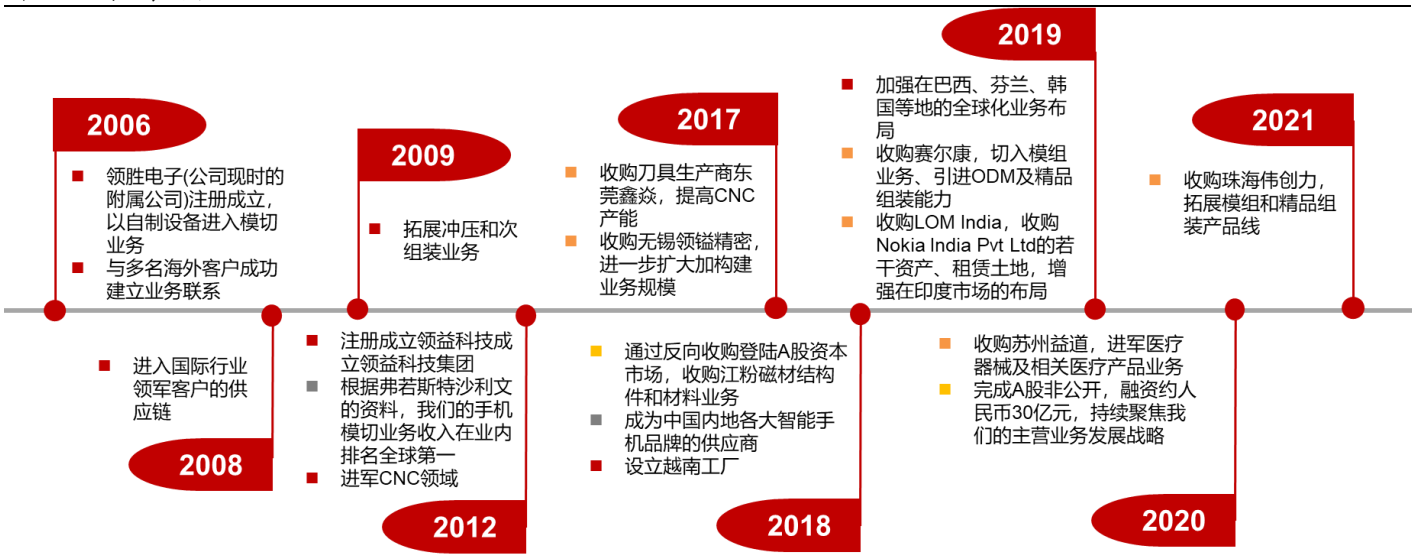 2006
领胜电子(公司现时的
附属公司)注册成立，
以自制设备进入模切
业务
与多名海外客户成功
建立业务联系
进入国际行业
领军客户的供
应链
2008
2009
拓展冲压和次
组装业务
注册成立领益科技成
立领益科技集团
根据弗若斯特沙利文
的资料，我们的手机
模切业务收入在业内
排名全球第一
进军CNC领域
2012
2017
收购刀具生产商东
莞鑫焱，提高CNC
产能
收购无锡领镒精密，
进一步扩大加构建
业务规模
通过反向收购登陆A股资本
市场，收购江粉磁材结构
件和材料业务
成为中国内地各大智能手
机品牌的供应商
设立越南工厂
2018
2019
加强在巴西、芬兰、韩
国等地的全球化业务布
局
收购赛尔康，切入模组
业务、引进ODM及精品
组装能力
收购LOM India，收购
Nokia India Pvt Ltd的若
干资产、租赁土地，增
强在印度市场的布局
收购苏州益道，进军医疗
器械及相关医疗产品业务
完成A股非公开，融资约人
民币30亿元，持续聚焦我
们的主营业务发展战略
2020
2021
收购珠海伟创力，
拓展模组和精品组
装产品线